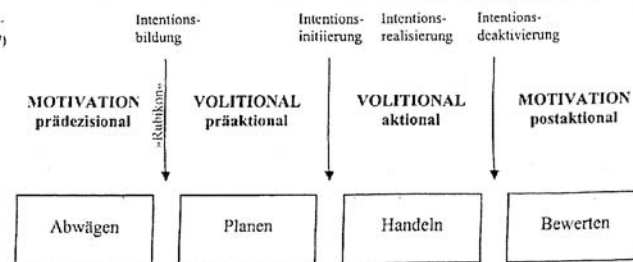 Intentions-
bildung
Intentions-
initiierung
Intentions-
realisierung
Intentions-
deaktivierung
MOTIVATION
prädezisional
»Rubikon«
VOLITIONAL
präaktional
VOLITIONAL
aktional
MOTIVATION
postaktional
Abwägen
Planen
Handeln
Bewerten